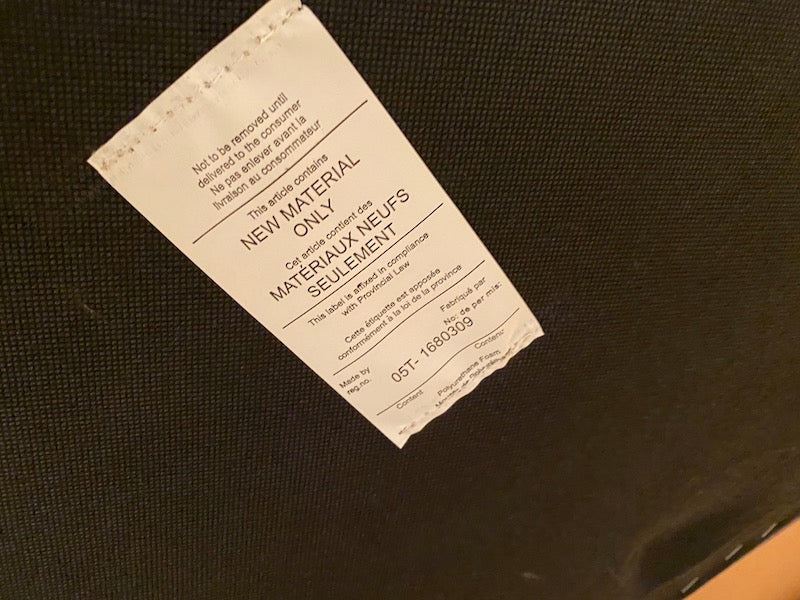 Not to be removed until
delivered to the consumer
Ne pas enlever avant la
livraison au consommateur
This article contains
NEW MATERIAL
ONLY
Cet article contient des
MATÉRIAUX NEUFS
SEULEMENT
This label is affixed in compliance
with Provincial Law
Cette étiquette est apposée
conformément à la loi de la province
Made by Fabriqué par
reg.no. No: de per mis:
05T- 1680309
Content Contenu
Polyurethane Foam